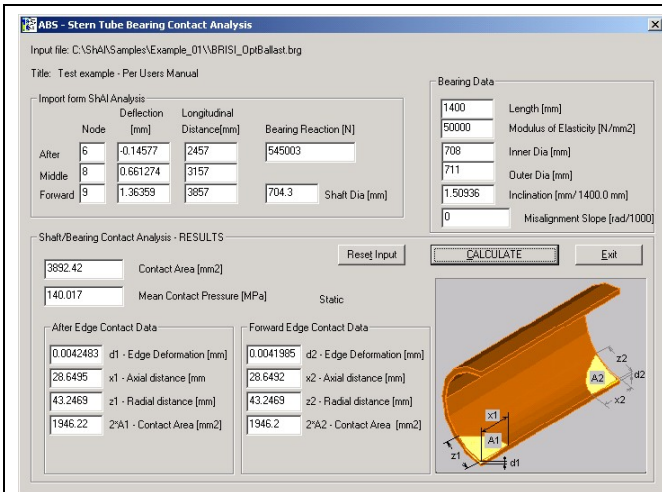 ABS - Stern Tube Bearing Contact Analysis
Input file: C:\ShAl\Samples\Example_01\\BRISI_OptBallast.brg
Title: Test example - Per Users Manual
Import form ShAl Analysis
Node Deflection [mm] Longitudinal Distance[mm] Bearing Reaction [N]
After 6 -0.14577 2457 545003
Middle 8 0.661274 3157
Forward 9 1.36359 3857 704.3 Shaft Dia [mm]
Bearing Data
1400 Length [mm]
50000 Modulus of Elasticity [N/mm2]
708 Inner Dia [mm]
711 Outer Dia [mm]
1.50936 Inclination [mm/ 1400.0 mm]
0 Misalignment Slope [rad/1000]
Shaft/Bearing Contact Analysis - RESULTS
Reset Input CALCULATE Exit
3892.42 Contact Area [mm2]
140.017 Mean Contact Pressure [MPa] Static
After Edge Contact Data
0.0042483 d1 - Edge Deformation [mm]
28.6495 x1 - Axial distance [mm
43.2469 z1 - Radial distance [mm]
1946.22 2*A1 - Contact Area [mm2]
Forward Edge Contact Data
0.0041985 d2 - Edge Deformation [mm]
28.6492 x2 - Axial distance [mm]
43.2469 z2 - Radial distance [mm]
1946.2 2*A2 - Contact Area [mm2]
z2
A2
d2
x2
x1
A1
z1
d1